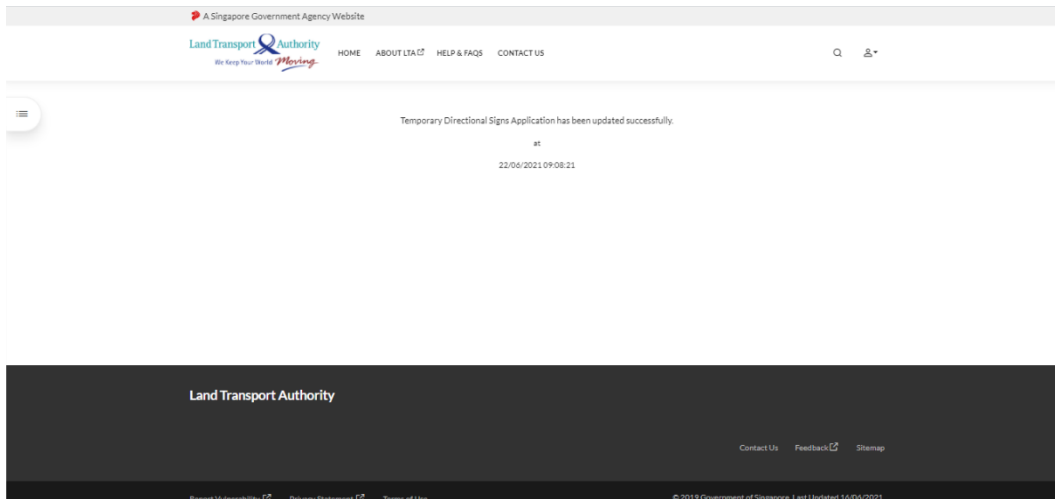 A Singapore Government Agency Website
Land Transport Authority
We Keep Your World Moving
HOME ABOUT LTA HELP & FAQS CONTACT US
Temporary Directional Signs Application has been updated successfully.
at
22/06/2021 09:08:21
Land Transport Authority
Contact Us Feedback Sitemap
Report Vulnerability Privacy Statement Terms of Use © 2019 Government of Singapore. Last Updated 16/06/2021